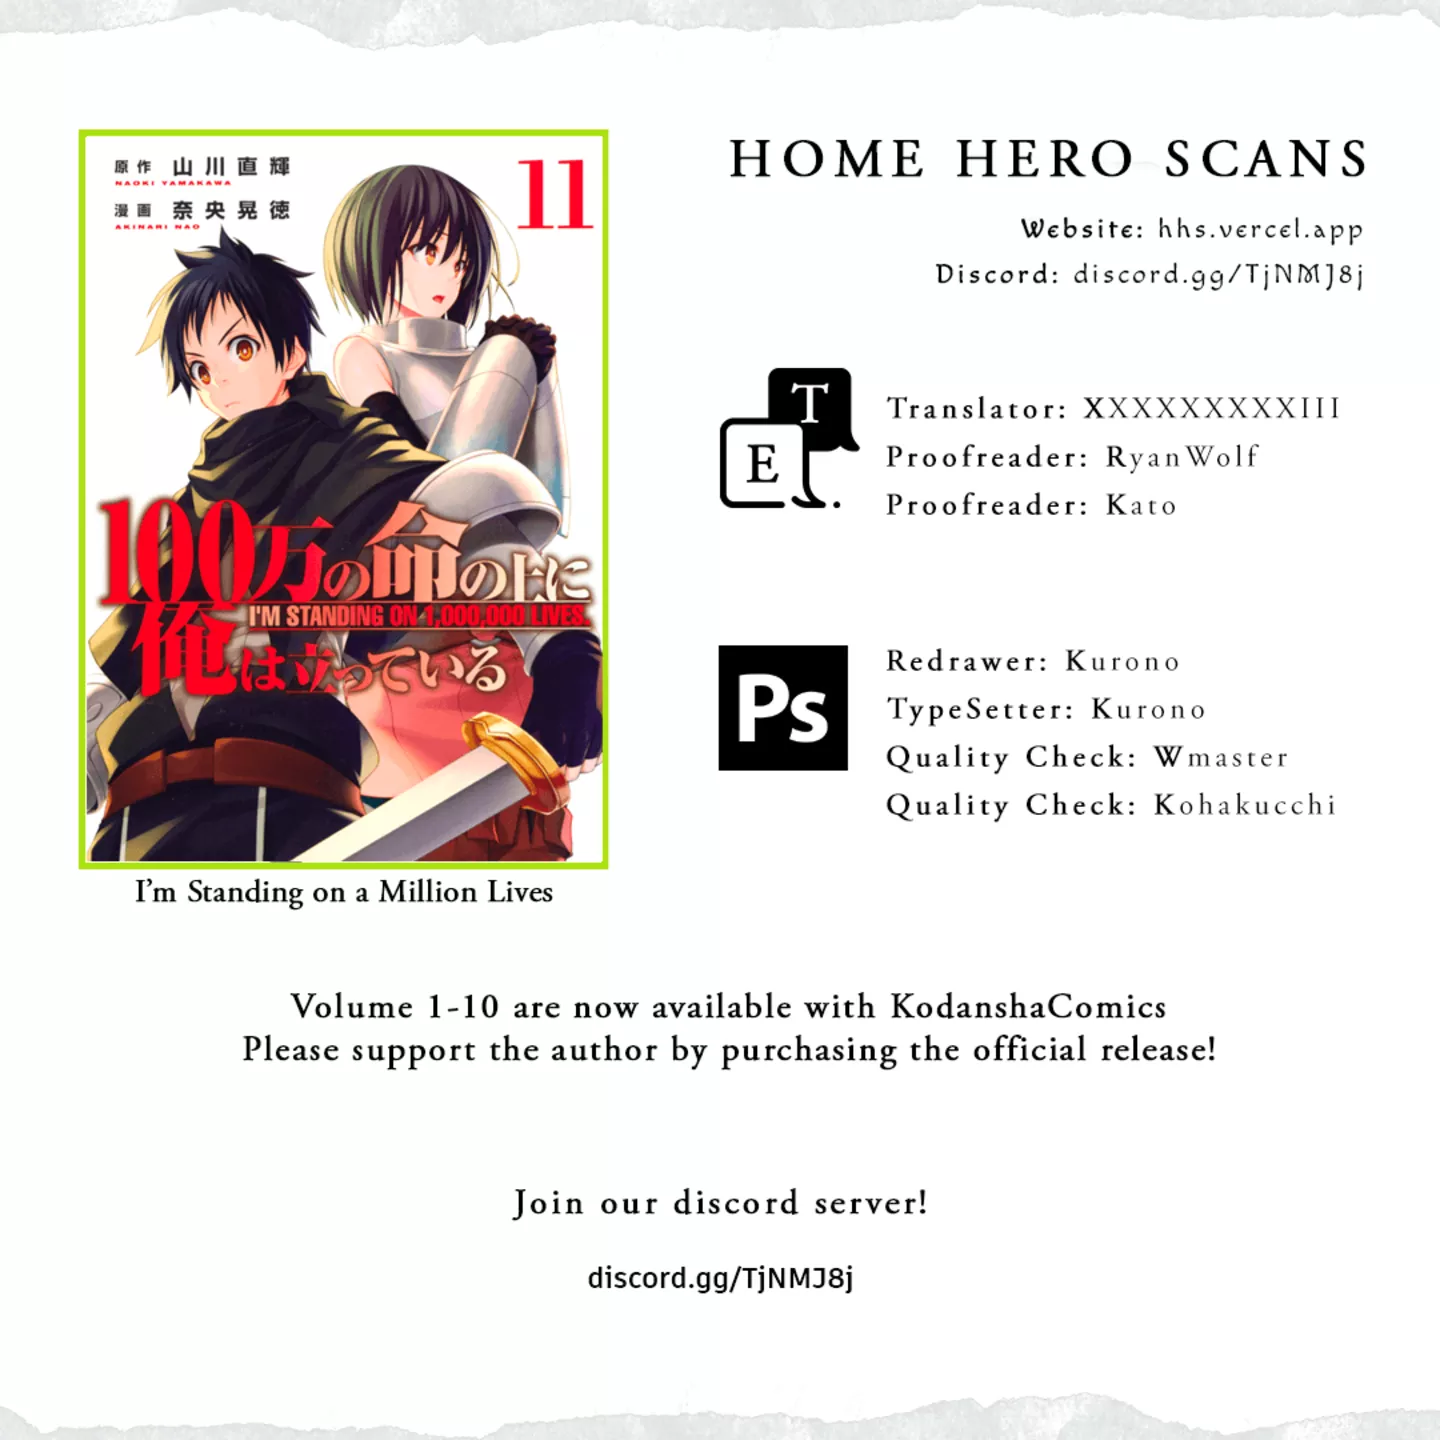 原作 山川直輝
NAOKI YAMAKAWA
漫画 奈央晃徳
AKINARI NAO
11
100万の命の上に
I'M STANDING ON 1,000,000 LIVES.
俺は立っている
I'm Standing on a Million Lives
HOME HERO SCANS
Website: hhs.vercel.app
Discord: discord.gg/TjNMJ8j
T
E
Translator: XXXXXXXXXIII
Proofreader: RyanWolf
Proofreader: Kato
Ps
Redrawer: Kurono
TypeSetter: Kurono
Quality Check: Wmaster
Quality Check: Kohakucchi
Volume 1-10 are now available with KodanshaComics
Please support the author by purchasing the official release!
Join our discord server!
discord.gg/TjNMJ8j